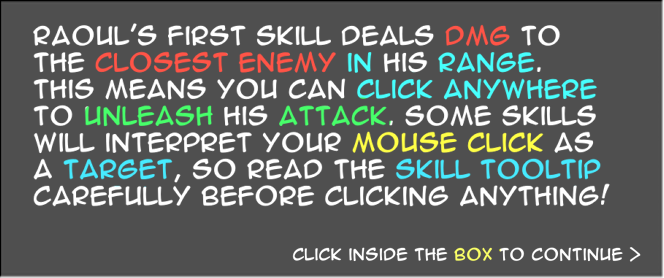 RAOUL'S FIRST SKILL DEALS DMG TO
THE CLOSEST ENEMY IN HIS RANGE.
THIS MEANS YOU CAN CLICK ANYWHERE
TO UNLEASH HIS ATTACK. SOME SKILLS
WILL INTERPRET YOUR MOUSE CLICK AS
A TARGET, SO READ THE SKILL TOOLTIP
CAREFULLY BEFORE CLICKING ANYTHING!
CLICK INSIDE THE BOX TO CONTINUE >